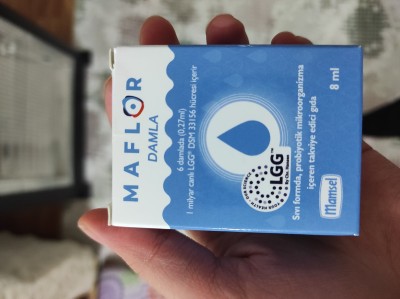 MAFLOR
DAMLA
6 damlada (0,27ml)
1 milyar canlı LGG® DSM 33156 hücresi içerir
LGG™
Sıvı formda, probiyotik mikroorganizma
içeren takviye edici gıda
8 ml
Mamsel